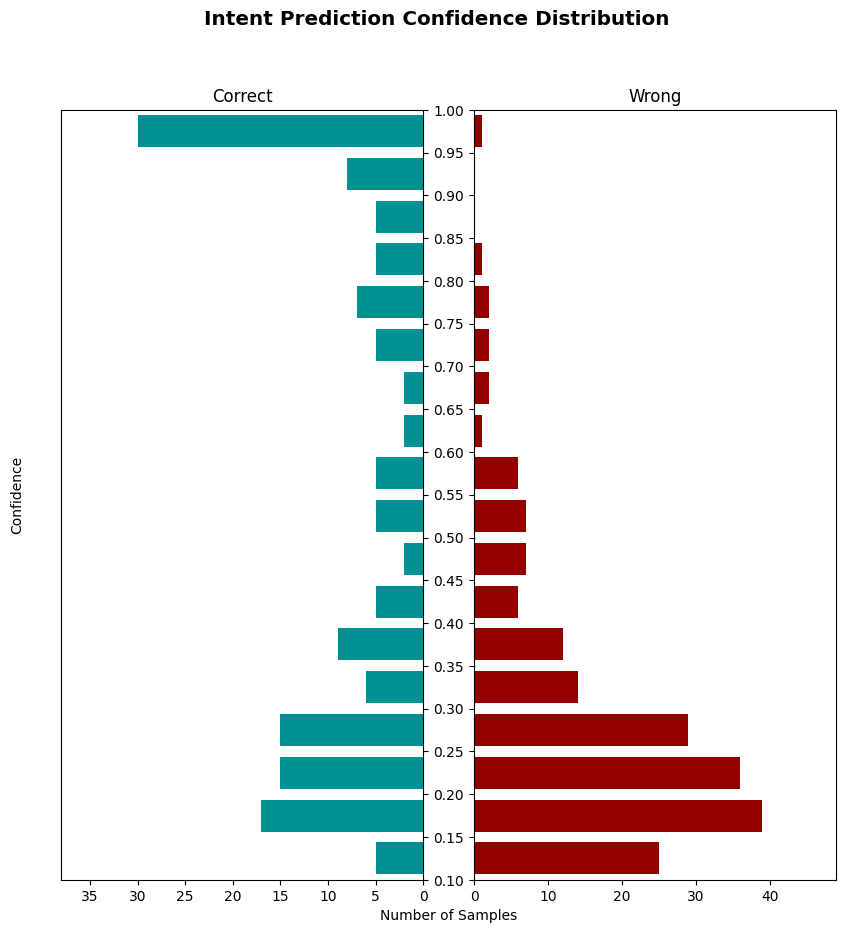 Intent Prediction Confidence Distribution
Correct
Wrong
1.00
0.95
0.90
0.85
0.80
0.75
0.70
0.65
0.60
0.55
0.50
0.45
0.40
0.35
0.30
0.25
0.20
0.15
0.10
Confidence
35 30 25 20 15 10 5 0
0 10 20 30 40
Number of Samples